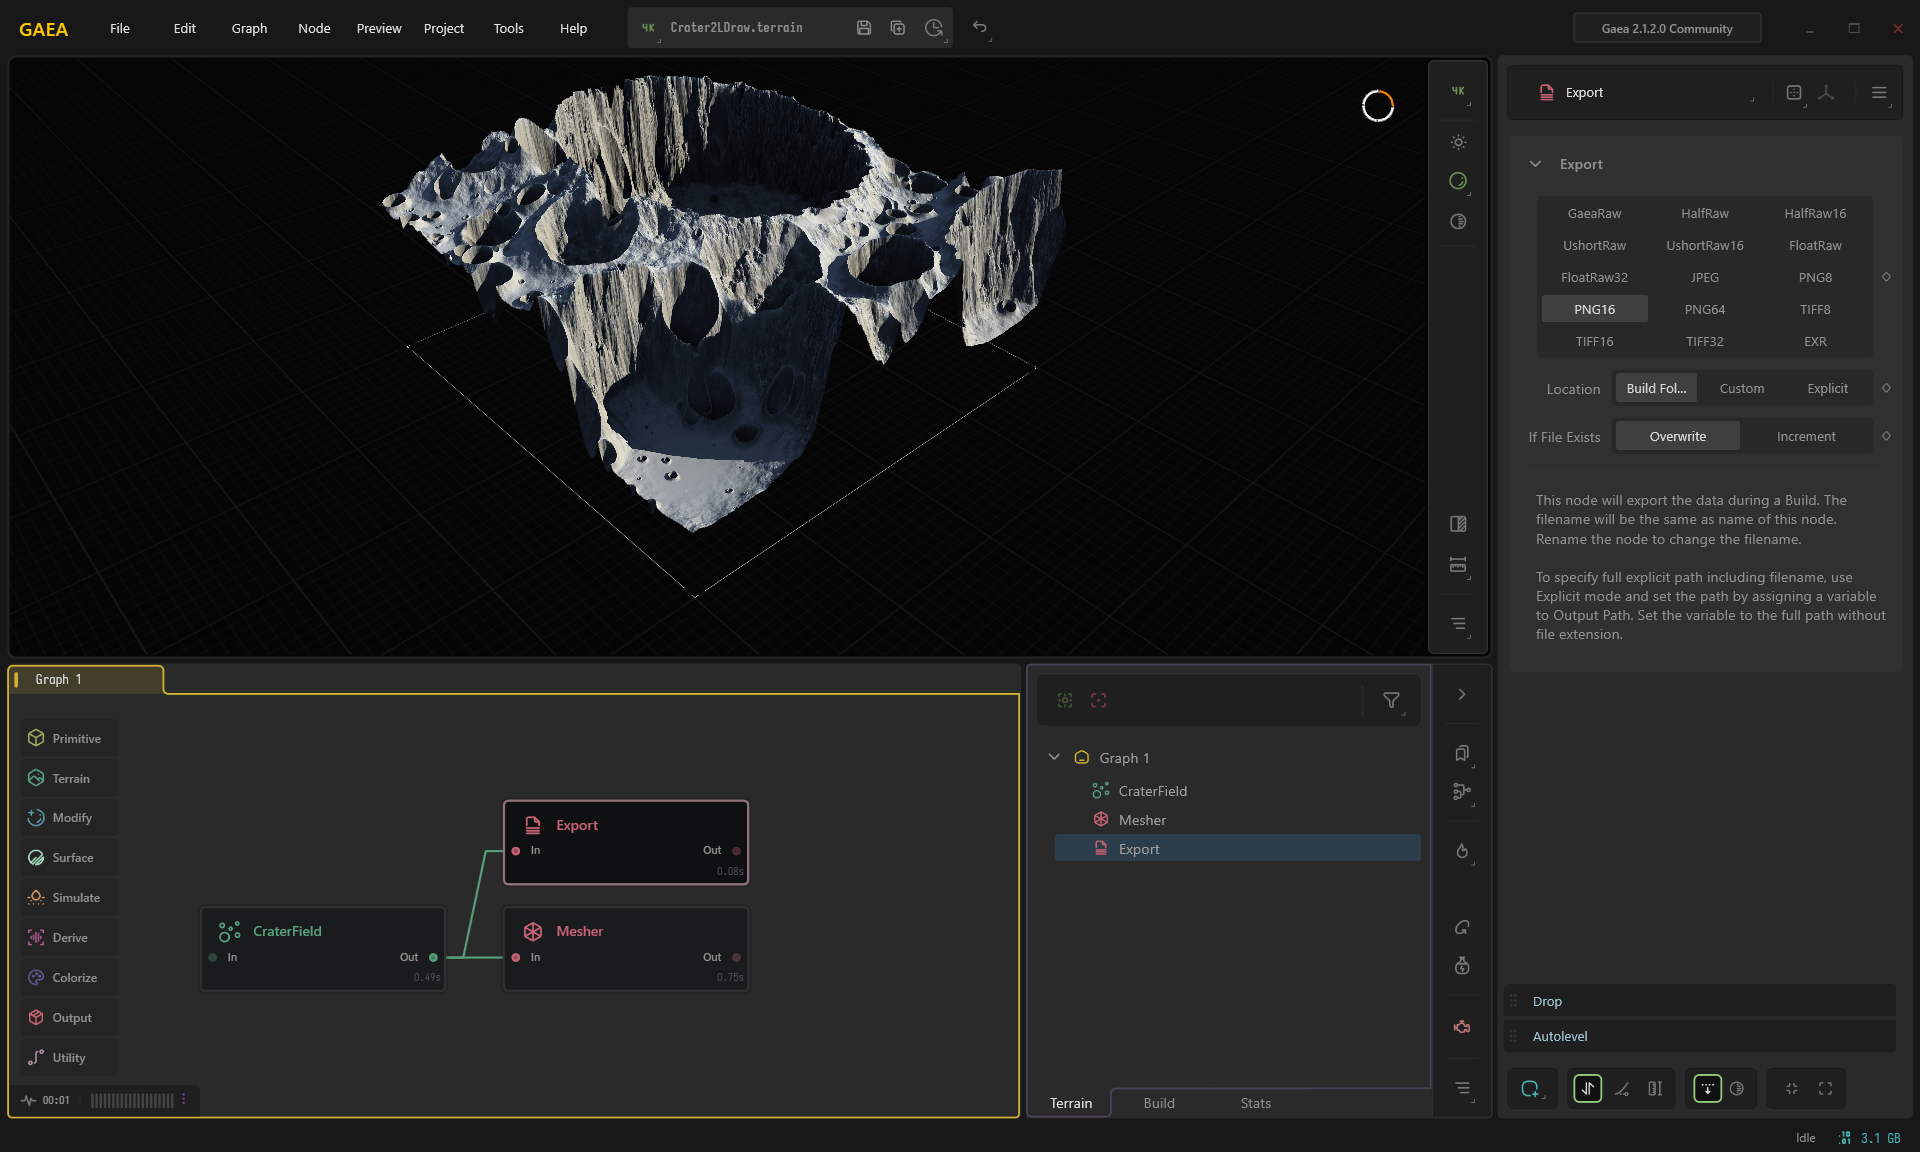 GAEA File Edit Graph Node Preview Project Tools Help 4K Crater2LDraw.terrain Gaea 2.1.2.0 Community
4K
Export
Export
GaeaRaw HalfRaw HalfRaw16
UshortRaw UshortRaw16 FloatRaw
FloatRaw32 JPEG PNG8
PNG16 PNG64 TIFF8
TIFF16 TIFF32 EXR
Location Build Fol... Custom Explicit
If File Exists Overwrite Increment
This node will export the data during a Build. The
filename will be the same as name of this node.
Rename the node to change the filename.
To specify full explicit path including filename, use
Explicit mode and set the path by assigning a variable
to Output Path. Set the variable to the full path without
file extension.
Graph 1
Primitive
Terrain
Modify
Surface
Simulate
Derive
Colorize
Output
Utility
Export
In Out
0.08s
CraterField
In Out
0.49s
Mesher
In Out
0.75s
00:01
Graph 1
CraterField
Mesher
Export
Terrain Build Stats
Drop
Autolevel
Idle 3.1 GB